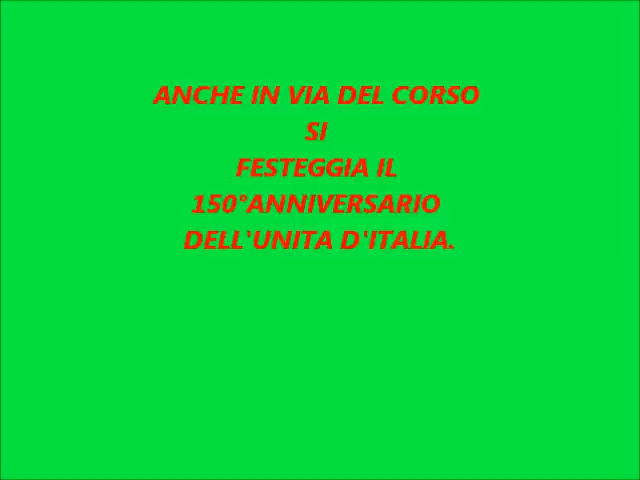 ANCHE IN VIA DEL CORSO
SI
FESTEGGIA IL
150°ANNIVERSARIO
DELL'UNITA D'ITALIA.